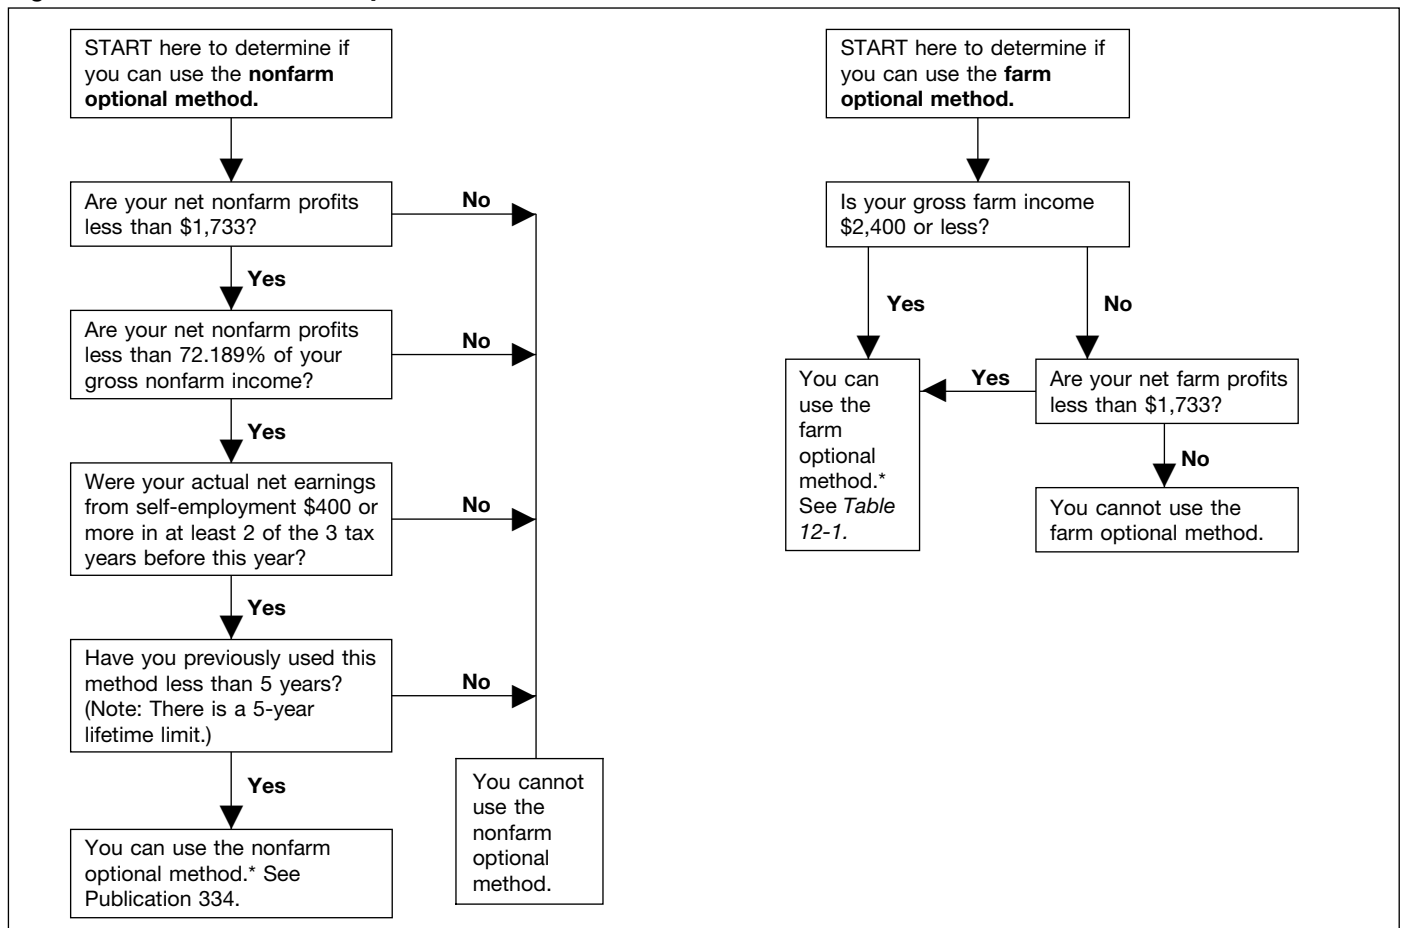 START here to determine if
you can use the nonfarm
optional method.
Are your net nonfarm profits
less than $1,733?
No
Yes
Are your net nonfarm profits
less than 72.189% of your
gross nonfarm income?
No
Yes
Were your actual net earnings
from self-employment $400 or
more in at least 2 of the 3 tax
years before this year?
No
Yes
Have you previously used this
method less than 5 years?
(Note: There is a 5-year
lifetime limit.)
No
Yes
You can use the nonfarm
optional method.* See
Publication 334.
You cannot
use the
nonfarm
optional
method.
START here to determine if
you can use the farm
optional method.
Is your gross farm income
$2,400 or less?
Yes
No
You can
use the
farm
optional
method.*
See Table
12-1.
Yes
Are your net farm profits
less than $1,733?
No
You cannot use the
farm optional method.